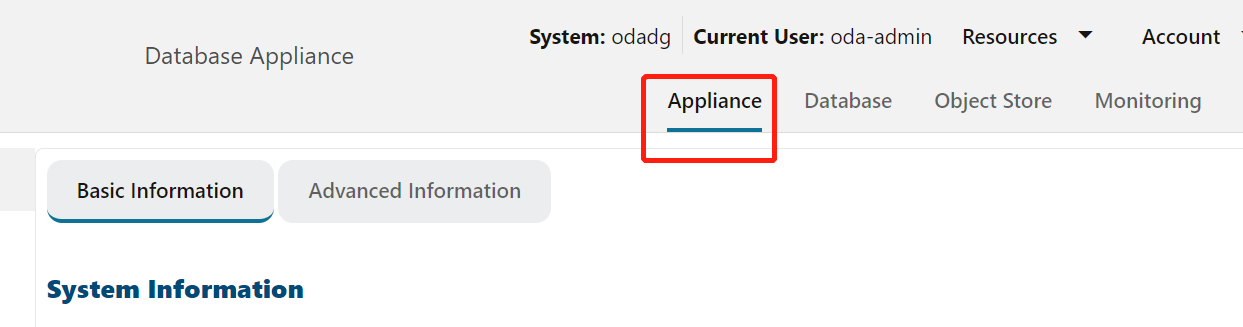 System: odadg Current User: oda-admin Resources Account
Database Appliance
Appliance Database Object Store Monitoring
Basic Information Advanced Information
System Information